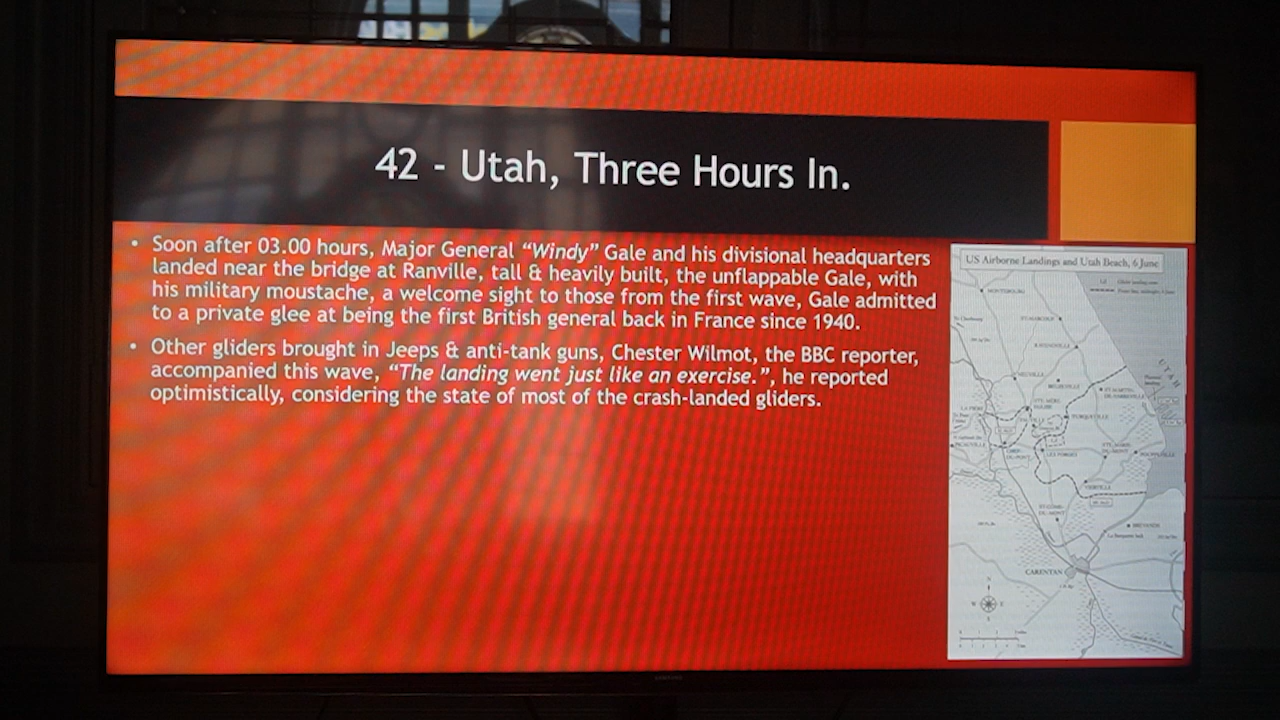 42 - Utah, Three Hours In.
• Soon after 03.00 hours, Major General “Windy” Gale and his divisional headquarters
landed near the bridge at Ranville, tall & heavily built, the unflappable Gale, with
his military moustache, a welcome sight to those from the first wave, Gale admitted
to a private glee at being the first British general back in France since 1940.
• Other gliders brought in Jeeps & anti-tank guns, Chester Wilmot, the BBC reporter,
accompanied this wave, “The landing went just like an exercise.”, he reported
optimistically, considering the state of most of the crash-landed gliders.
US Airborne Landings and Utah Beach, 6 June
MONTEBOURG
UTAH
LES FORGES
CARENTAN
N
W
E
S
SAMSUNG